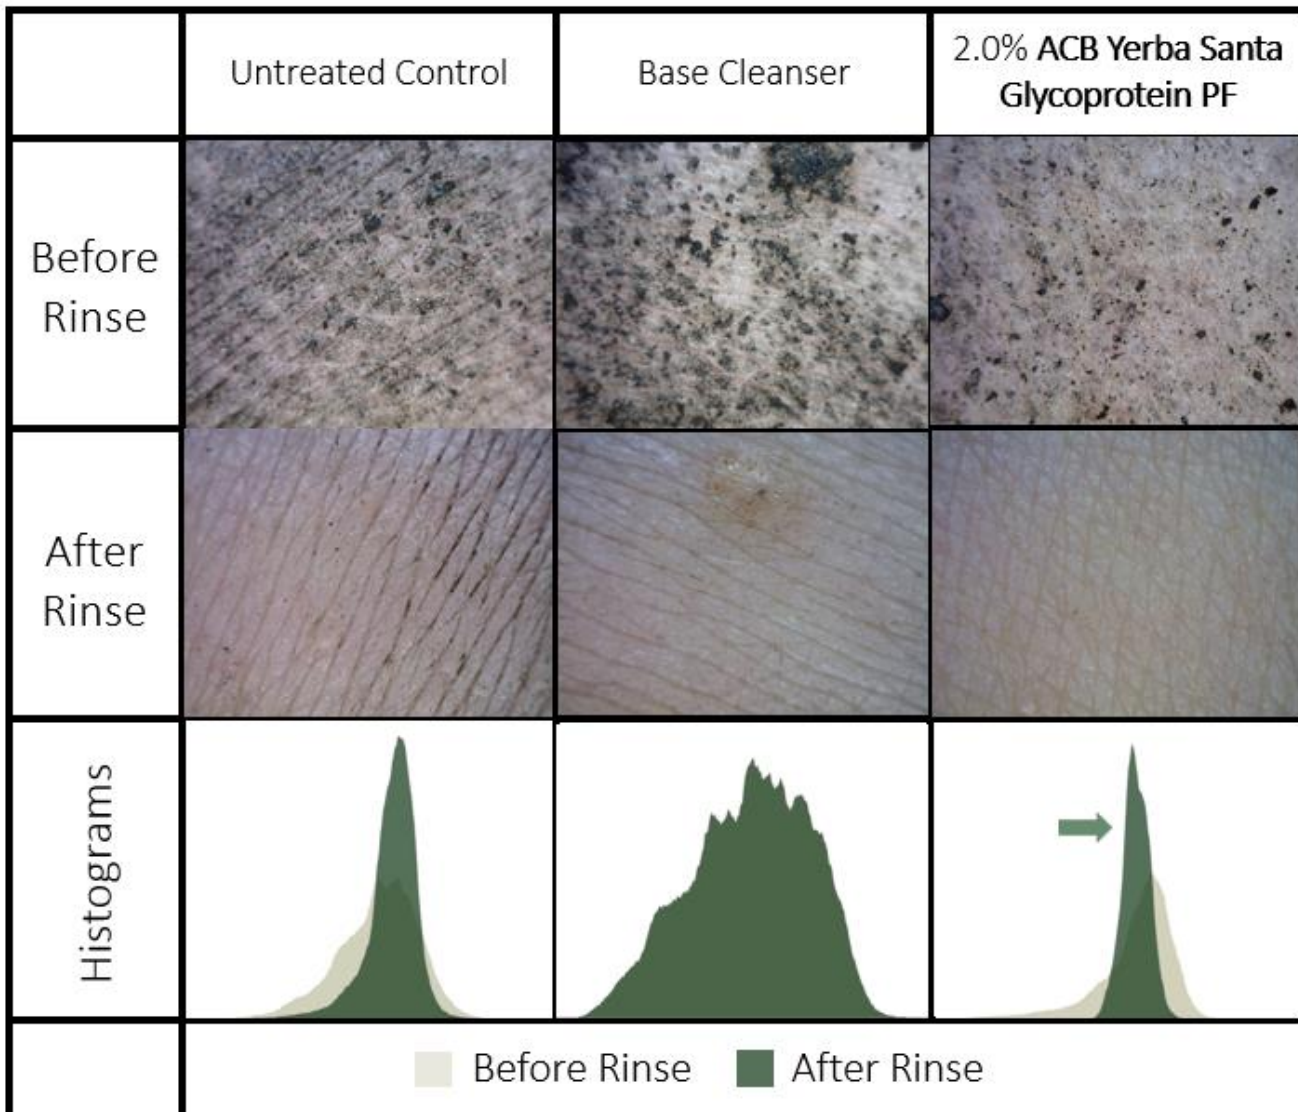 Untreated Control
Base Cleanser
2.0% ACB Yerba Santa
Glycoprotein PF
Before
Rinse
After
Rinse
Histograms
Before Rinse
After Rinse